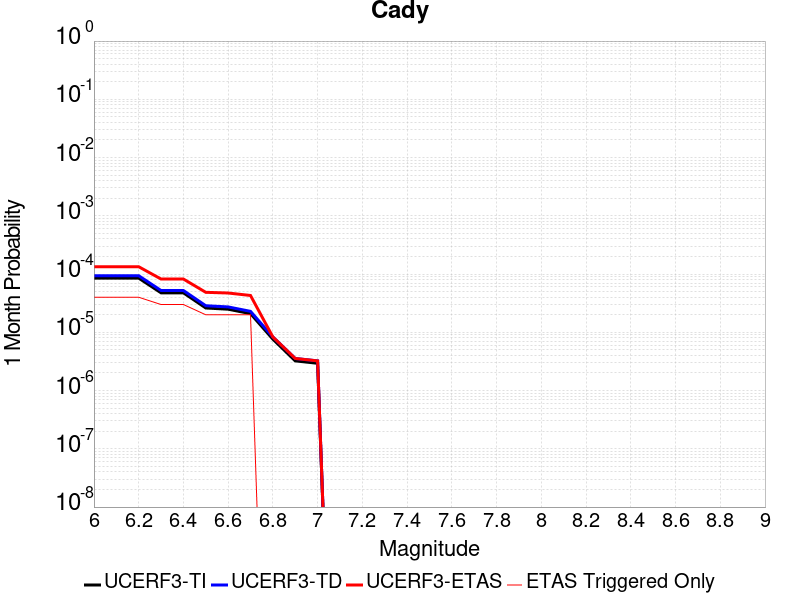 Cady
10^0
10^-1
10^-2
10^-3
10^-4
10^-5
10^-6
10^-7
10^-8
1 Month Probability
6 6.2 6.4 6.6 6.8 7 7.2 7.4 7.6 7.8 8 8.2 8.4 8.6 8.8 9
Magnitude
UCERF3-TI UCERF3-TD UCERF3-ETAS ETAS Triggered Only